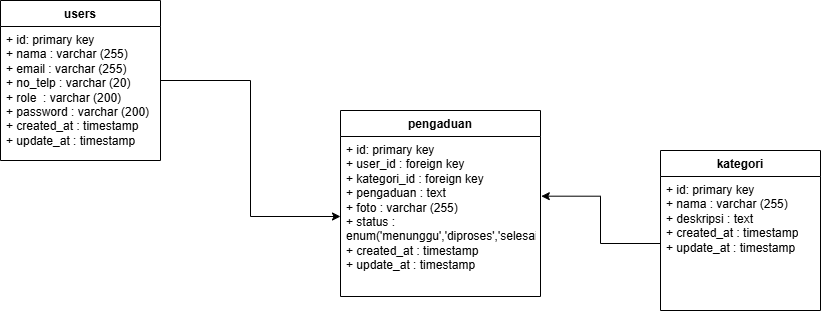 users
+ id: primary key
+ nama : varchar (255)
+ email : varchar (255)
+ no_telp : varchar (20)
+ role : varchar (200)
+ password : varchar (200)
+ created_at : timestamp
+ update_at : timestamp
pengaduan
+ id: primary key
+ user_id : foreign key
+ kategori_id : foreign key
+ pengaduan : text
+ foto : varchar (255)
+ status :
enum('menunggu','diproses','selesai
+ created_at : timestamp
+ update_at : timestamp
kategori
+ id: primary key
+ nama : varchar (255)
+ deskripsi : text
+ created_at : timestamp
+ update_at : timestamp